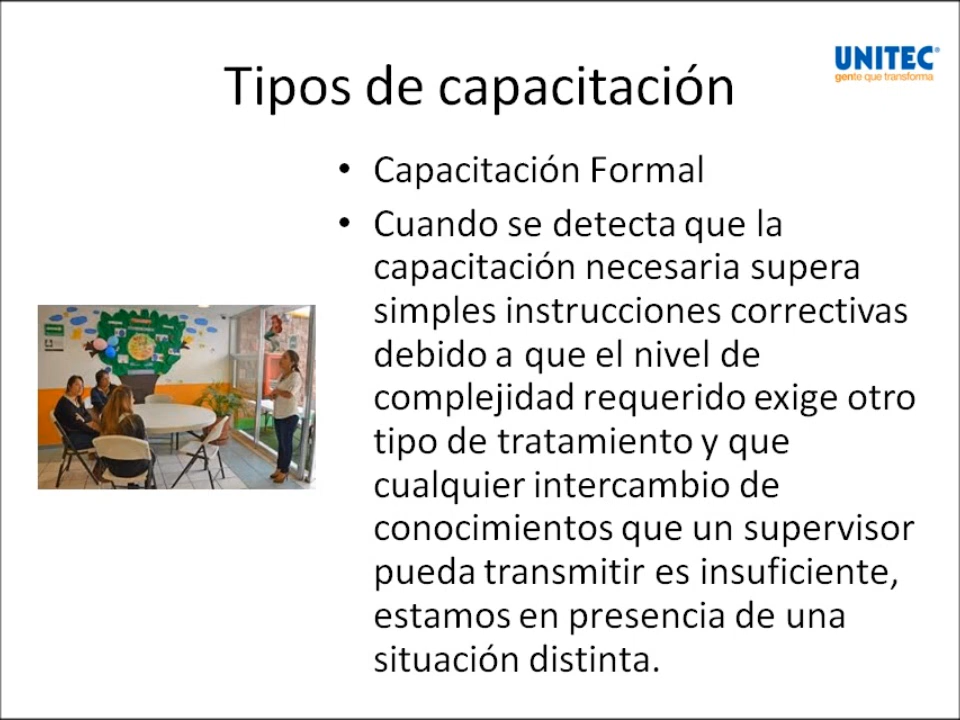 Tipos de capacitación
UNITEC®
gente que transforma
• Capacitación Formal
• Cuando se detecta que la
capacitación necesaria supera
simples instrucciones correctivas
debido a que el nivel de
complejidad requerido exige otro
tipo de tratamiento y que
cualquier intercambio de
conocimientos que un supervisor
pueda transmitir es insuficiente,
estamos en presencia de una
situación distinta.